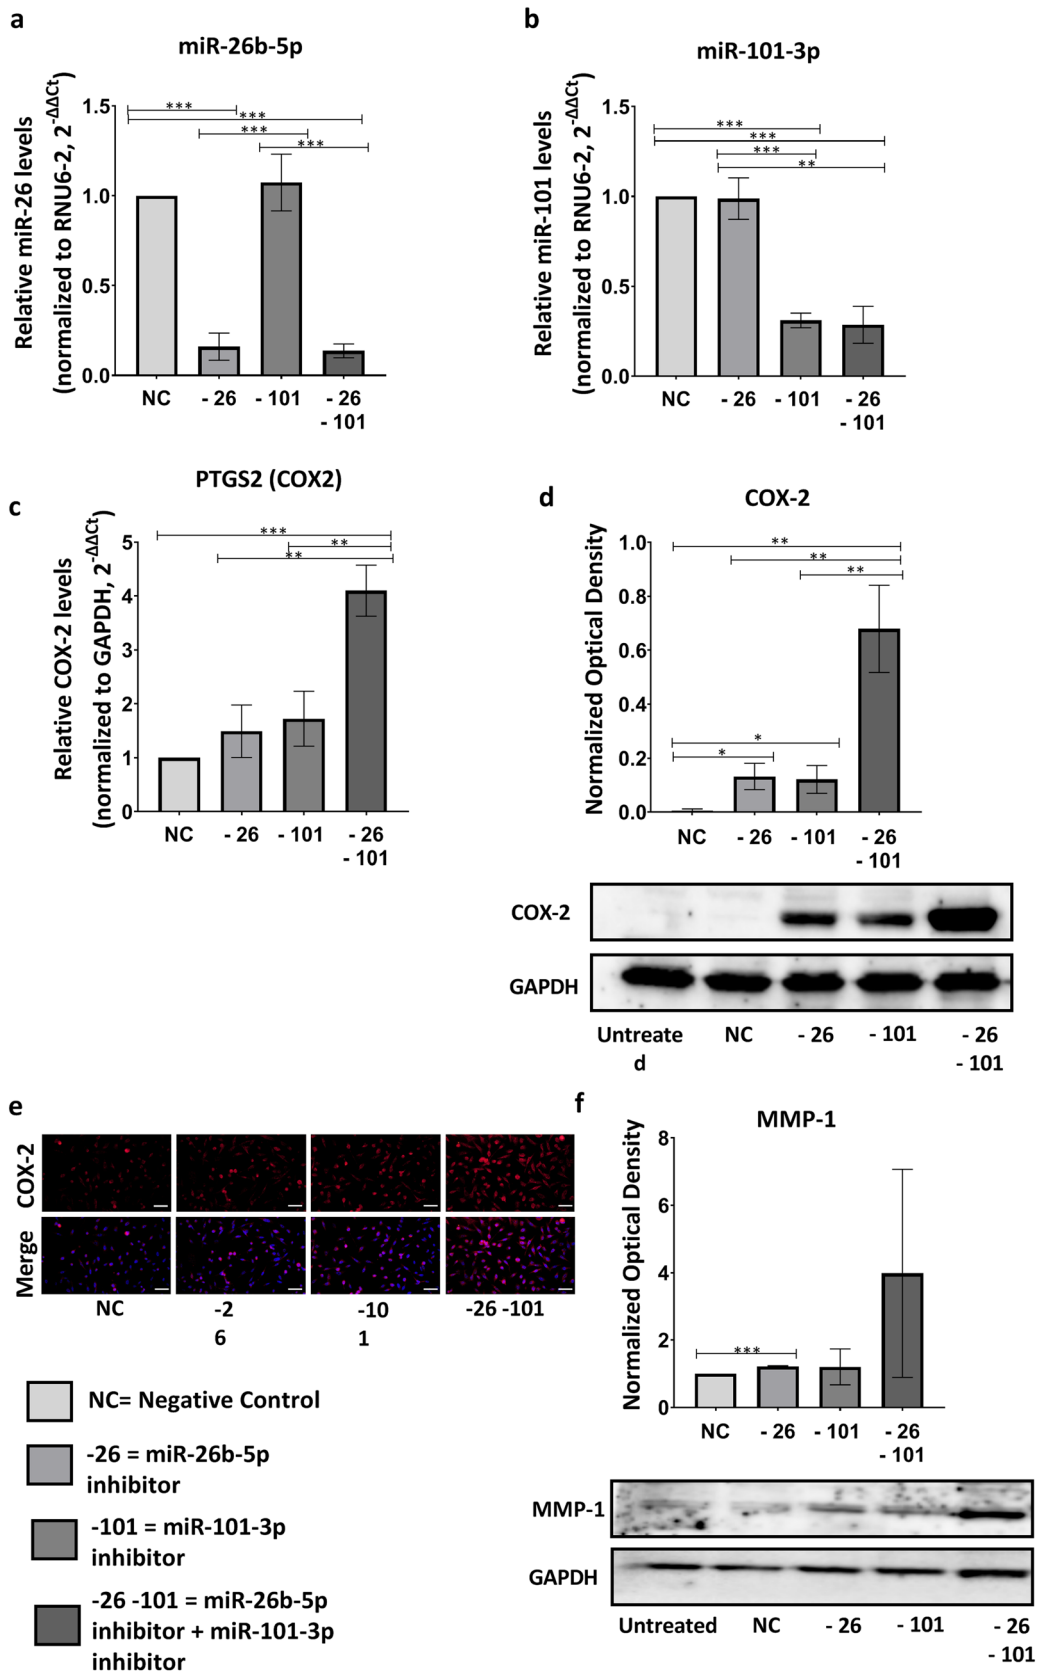 a
miR-26b-5p
Relative miR-26 levels
(normalized to RNU6-2, 2^-ΔΔCt)
1.5
1.0
0.5
0.0
***
***
***
***
NC
- 26
- 101
- 26
- 101
b
miR-101-3p
Relative miR-101 levels
(normalized to RNU6-2, 2^-ΔΔCt)
1.5
1.0
0.5
0.0
***
***
***
**
NC
- 26
- 101
- 26
- 101
c
PTGS2 (COX2)
Relative COX-2 levels
(normalized to GAPDH, 2^-ΔΔCt)
5
4
3
2
1
0
***
**
**
NC
- 26
- 101
- 26
- 101
d
COX-2
Normalized Optical Density
1.0
0.8
0.6
0.4
0.2
0.0
**
**
**
*
*
NC
- 26
- 101
- 26
- 101
COX-2
GAPDH
Untreate
d
NC
- 26
- 101
- 26
- 101
e
COX-2
Merge
NC
-2
6
-10
1
-26 -101
f
MMP-1
Normalized Optical Density
8
6
4
2
0
***
NC
- 26
- 101
- 26
- 101
MMP-1
GAPDH
Untreated
NC
- 26
- 101
- 26
- 101
NC= Negative Control
-26 = miR-26b-5p
inhibitor
-101 = miR-101-3p
inhibitor
-26 -101 = miR-26b-5p
inhibitor + miR-101-3p
inhibitor